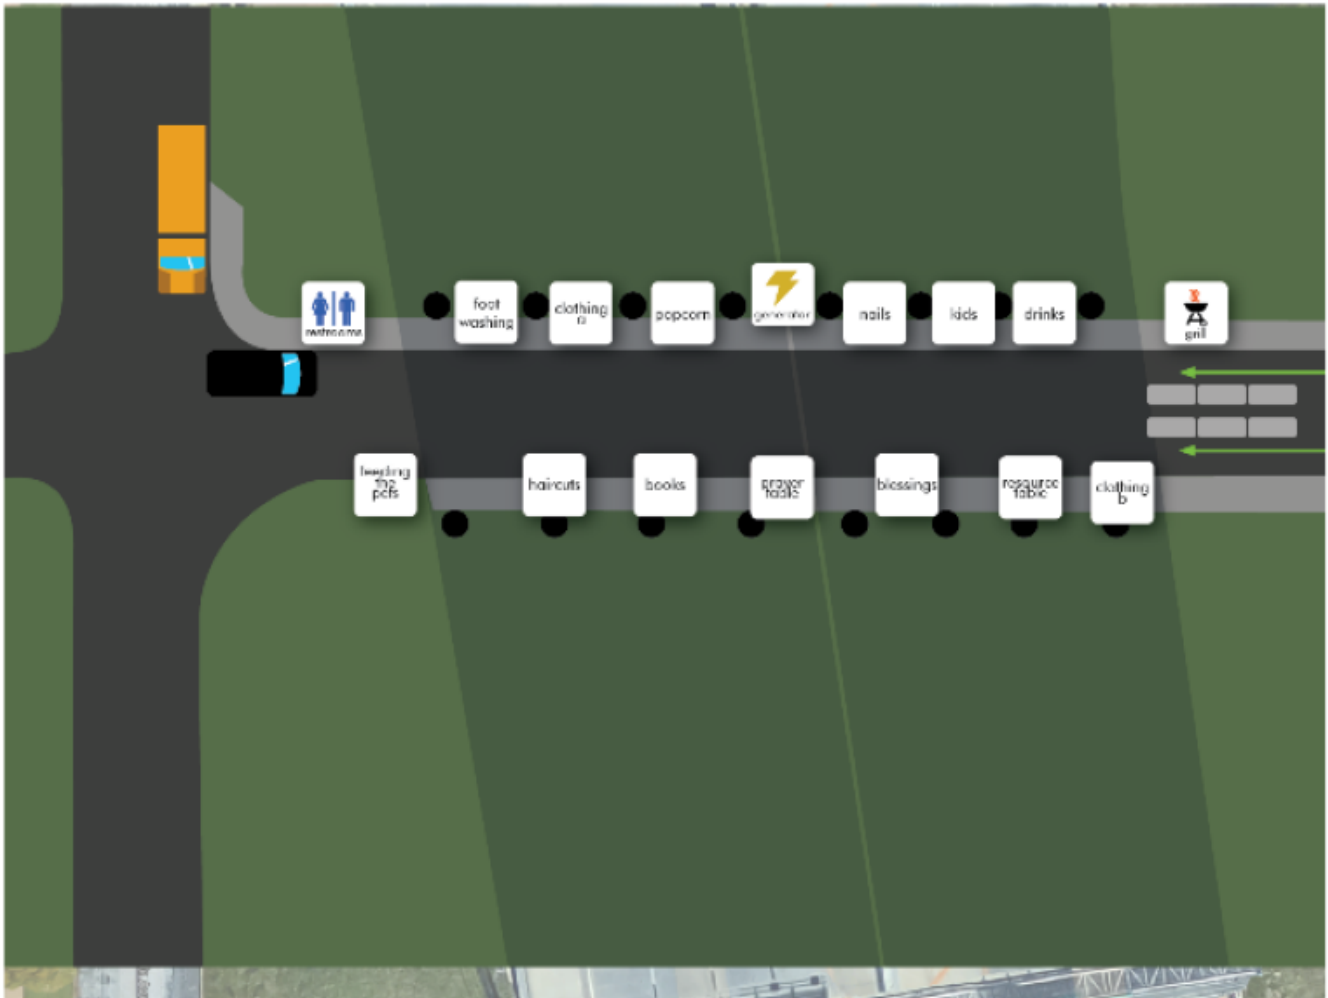 restrooms
foot
washing
clothing
a
popcorn
generator
nails
kids
drinks
grill
feeding
the
pets
haircuts
books
prayer
table
blessings
resource
table
clothing
b